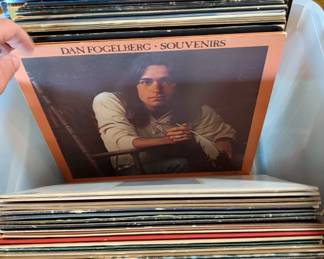 DAN FOGELBERG · SOUVENIRS